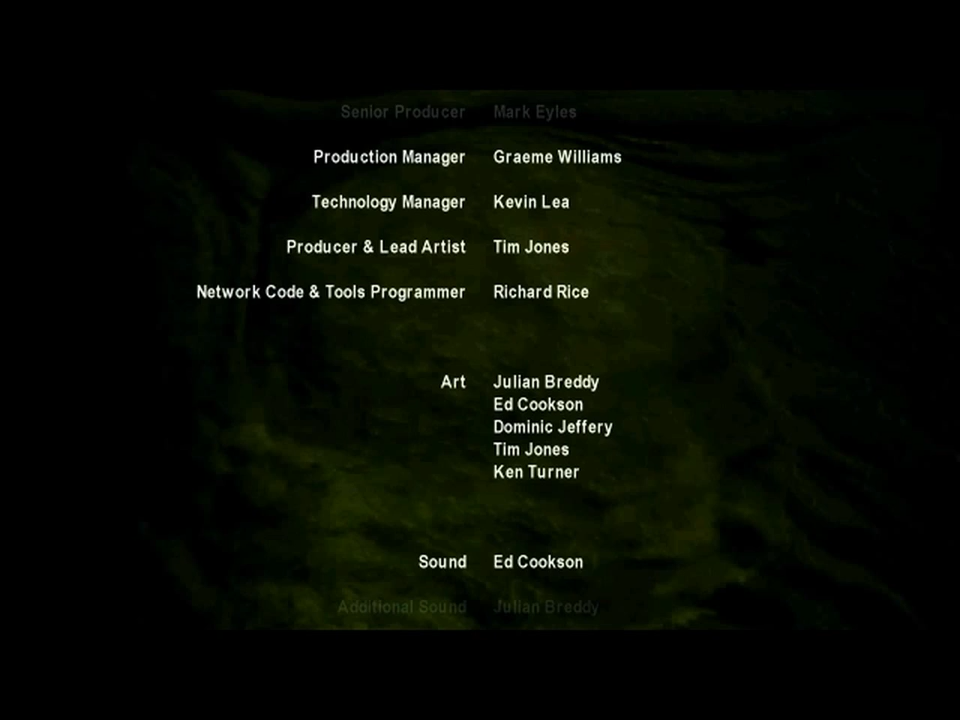 Senior Producer Mark Eyles
Production Manager Graeme Williams
Technology Manager Kevin Lea
Producer & Lead Artist Tim Jones
Network Code & Tools Programmer Richard Rice
Art Julian Breddy
Ed Cookson
Dominic Jeffery
Tim Jones
Ken Turner
Sound Ed Cookson
Additional Sound Julian Breddy